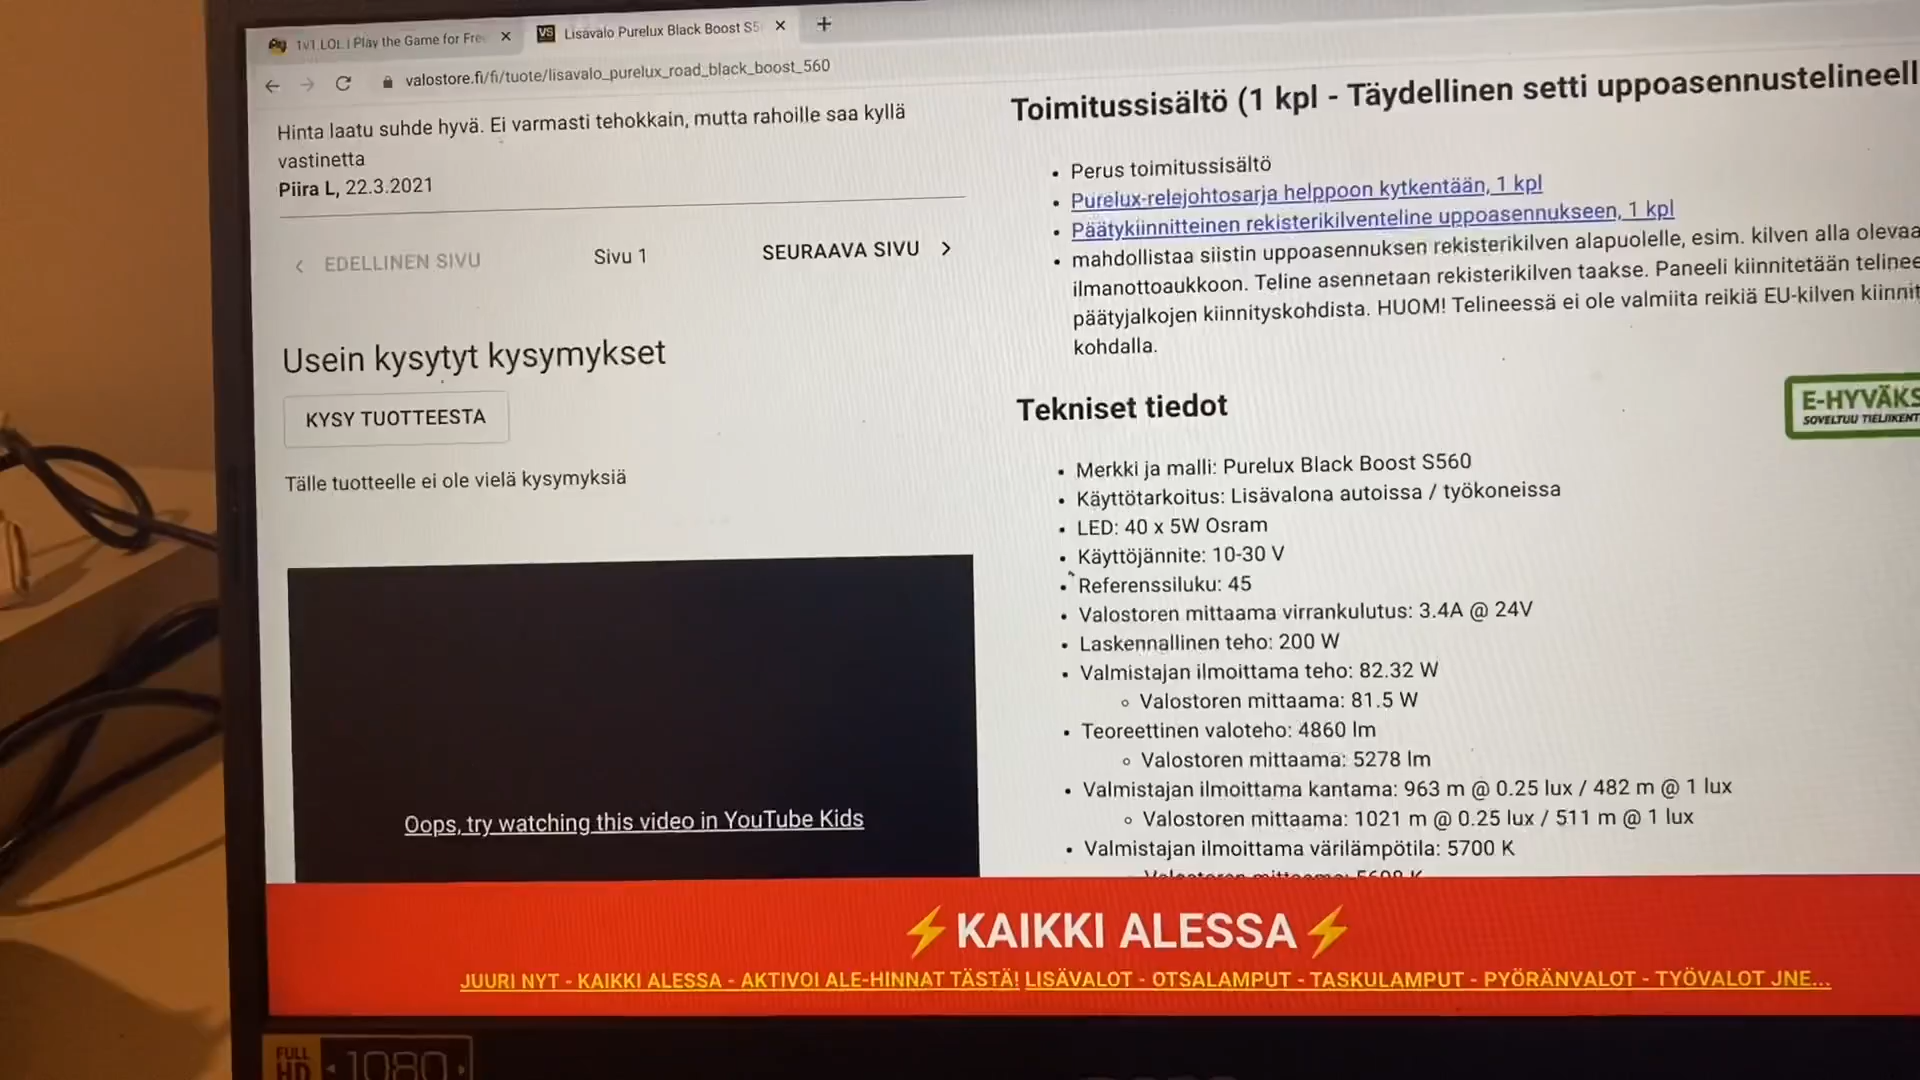 1v1.LOL | Play the Game for Fre
Lisävalo Purelux Black Boost S5
valostore.fi/fi/tuote/lisavalo_purelux_road_black_boost_560
Hinta laatu suhde hyvä. Ei varmasti tehokkain, mutta rahoille saa kyllä
vastinetta
Piira L, 22.3.2021
EDELLINEN SIVU
Sivu 1
SEURAAVA SIVU
Usein kysytyt kysymykset
KYSY TUOTTEESTA
Tälle tuotteelle ei ole vielä kysymyksiä
Oops, try watching this video in YouTube Kids
Toimitussisältö (1 kpl - Täydellinen setti uppoasennustelineell
Perus toimitussisältö
Purelux-relejohtosarja helppoon kytkentään, 1 kpl
Päätykiinnitteinen rekisterikilventeline uppoasennukseen, 1 kpl
mahdollistaa siistin uppoasennuksen rekisterikilven alapuolelle, esim. kilven alla olevaa
ilmanottoaukkoon. Teline asennetaan rekisterikilven taakse. Paneeli kiinnitetään telinee
päätyjalkojen kiinnityskohdista. HUOM! Telineessä ei ole valmiita reikiä EU-kilven kiinnit
kohdalla.
Tekniset tiedot
E-HYVÄKS
SOVELTUU TIELIIKENT
Merkki ja malli: Purelux Black Boost S560
Käyttötarkoitus: Lisävalona autoissa / työkoneissa
LED: 40 x 5W Osram
Käyttöjännite: 10-30 V
Referenssiluku: 45
Valostoren mittaama virrankulutus: 3.4A @ 24V
Laskennallinen teho: 200 W
Valmistajan ilmoittama teho: 82.32 W
Valostoren mittaama: 81.5 W
Teoreettinen valoteho: 4860 lm
Valostoren mittaama: 5278 lm
Valmistajan ilmoittama kantama: 963 m @ 0.25 lux / 482 m @ 1 lux
Valostoren mittaama: 1021 m @ 0.25 lux / 511 m @ 1 lux
Valmistajan ilmoittama värilämpötila: 5700 K
⚡KAIKKI ALESSA⚡
JUURI NYT - KAIKKI ALESSA - AKTIVOI ALE-HINNAT TÄSTÄ! LISÄVALOT - OTSALAMPUT - TASKULAMPUT - PYÖRÄNVALOT - TYÖVALOT JNE...
FULL
HD
1080